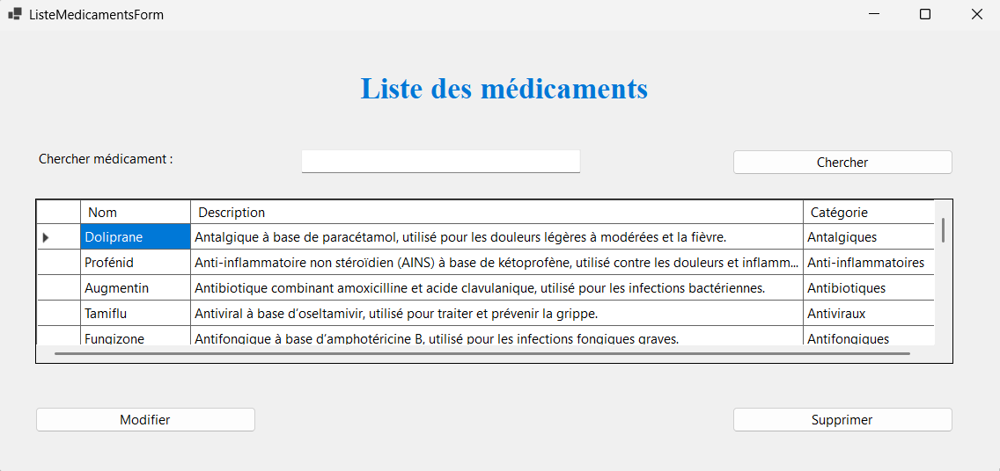 ListeMedicamentsForm
Liste des médicaments
Chercher médicament :
Chercher
Nom Description Catégorie
Doliprane Antalgique à base de paracétamol, utilisé pour les douleurs légères à modérées et la fièvre. Antalgiques
Profénid Anti-inflammatoire non stéroïdien (AINS) à base de kétoprofène, utilisé contre les douleurs et inflamm... Anti-inflammatoires
Augmentin Antibiotique combinant amoxicilline et acide clavulanique, utilisé pour les infections bactériennes. Antibiotiques
Tamiflu Antiviral à base d’oseltamivir, utilisé pour traiter et prévenir la grippe. Antiviraux
Fungizone Antifongique à base d’amphotéricine B, utilisé pour les infections fongiques graves. Antifongiques
Modifier
Supprimer